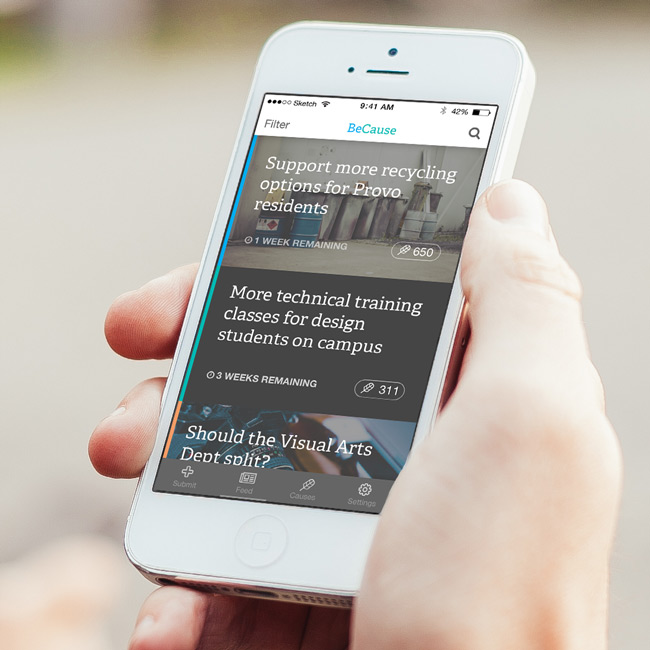 Sketch 9:41 AM 42%
Filter BeCause
Support more recycling
options for Provo
residents
1 WEEK REMAINING 650
More technical training
classes for design
students on campus
3 WEEKS REMAINING 311
Should the Visual Arts
Dept split?
Submit Feed Causes Settings